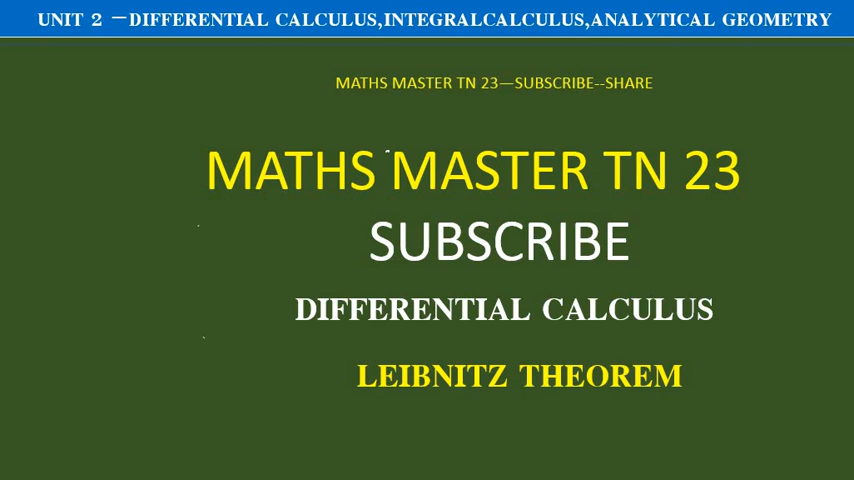 UNIT 2 —DIFFERENTIAL CALCULUS,INTEGRALCALCULUS,ANALYTICAL GEOMETRY
MATHS MASTER TN 23—SUBSCRIBE--SHARE
MATHS MASTER TN 23
SUBSCRIBE
DIFFERENTIAL CALCULUS
LEIBNITZ THEOREM